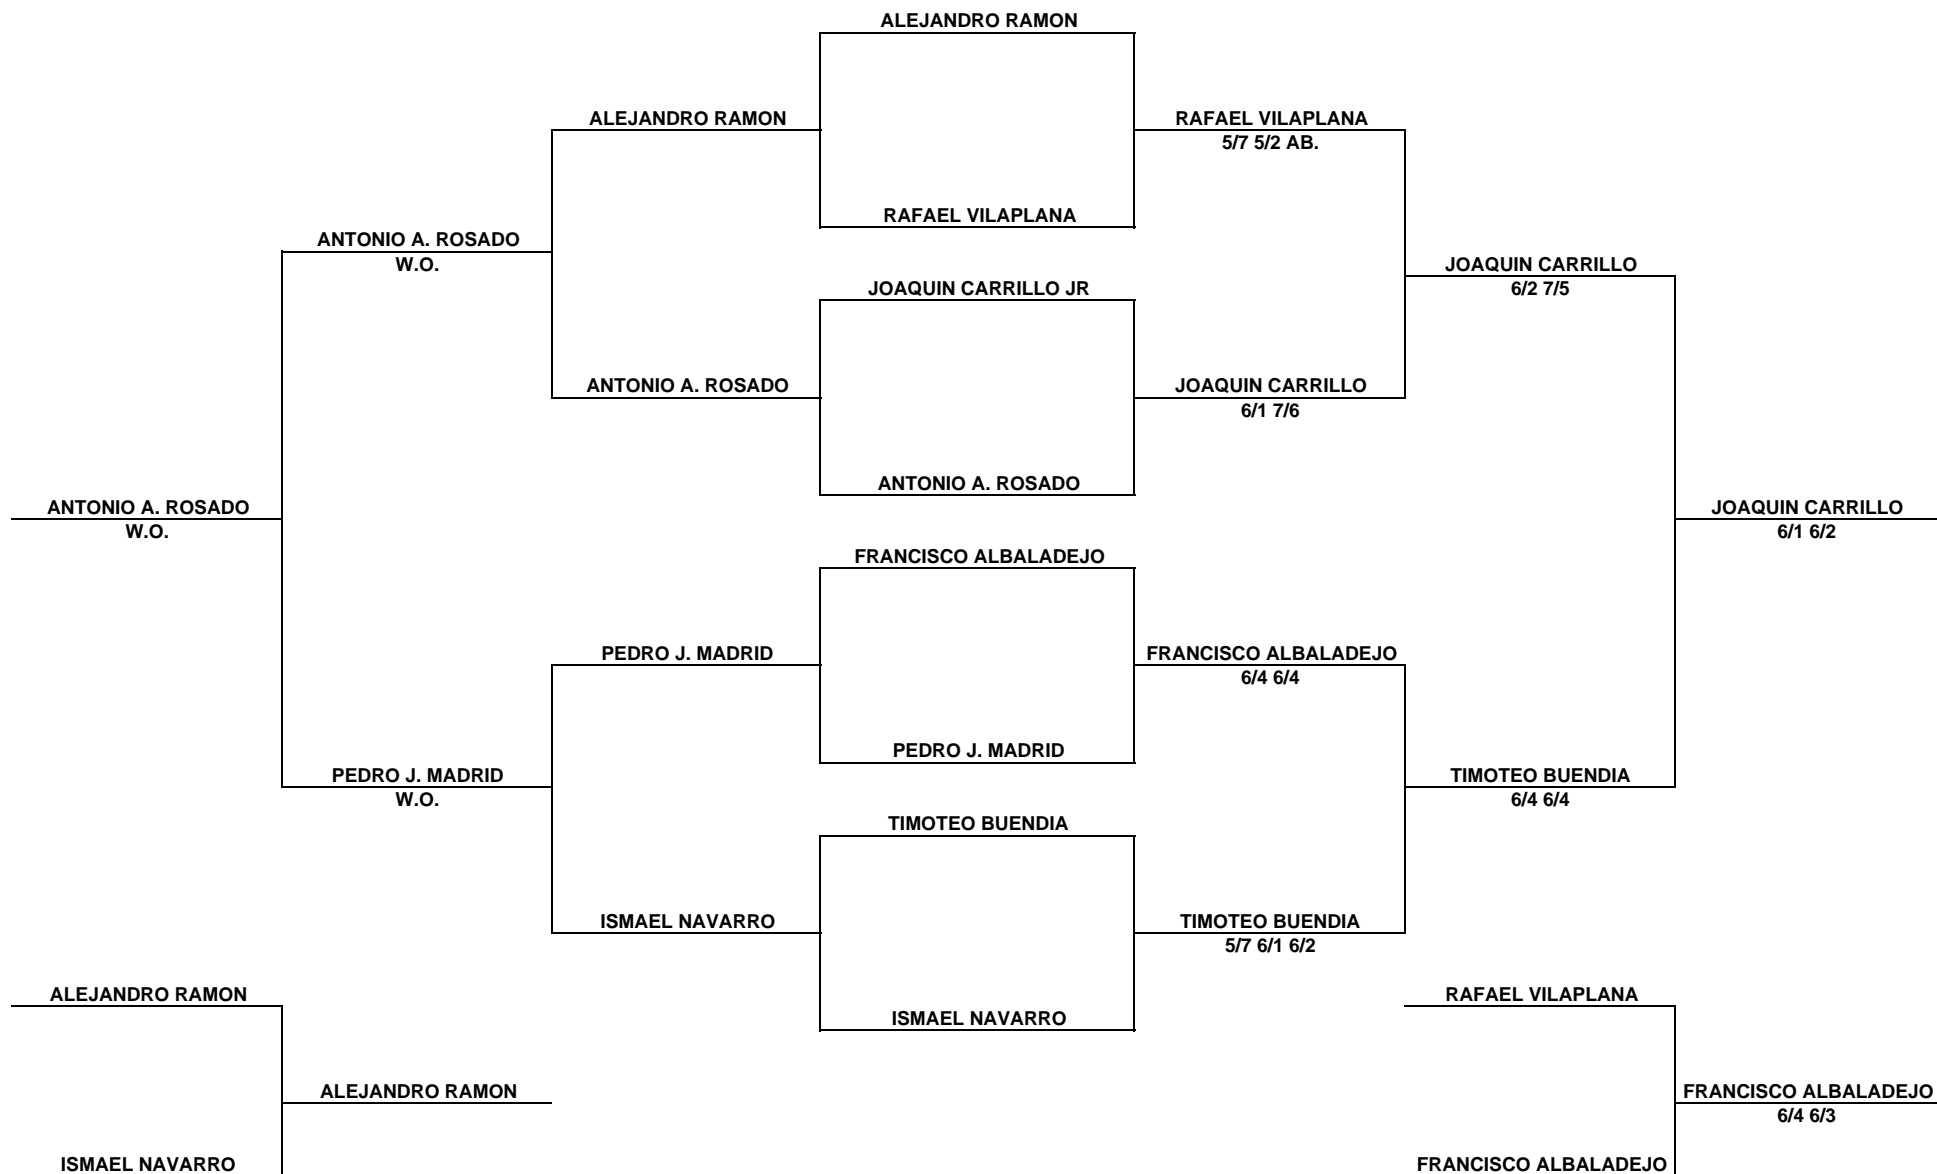 ALEJANDRO RAMON
ALEJANDRO RAMON
RAFAEL VILAPLANA
5/7 5/2 AB.
RAFAEL VILAPLANA
ANTONIO A. ROSADO
W.O.
JOAQUIN CARRILLO
6/2 7/5
JOAQUIN CARRILLO JR
ANTONIO A. ROSADO
JOAQUIN CARRILLO
6/1 7/6
ANTONIO A. ROSADO
ANTONIO A. ROSADO
W.O.
JOAQUIN CARRILLO
6/1 6/2
FRANCISCO ALBALADEJO
PEDRO J. MADRID
FRANCISCO ALBALADEJO
6/4 6/4
PEDRO J. MADRID
PEDRO J. MADRID
W.O.
TIMOTEO BUENDIA
6/4 6/4
TIMOTEO BUENDIA
ISMAEL NAVARRO
TIMOTEO BUENDIA
5/7 6/1 6/2
ALEJANDRO RAMON
RAFAEL VILAPLANA
ISMAEL NAVARRO
ALEJANDRO RAMON
FRANCISCO ALBALADEJO
6/4 6/3
ISMAEL NAVARRO
FRANCISCO ALBALADEJO